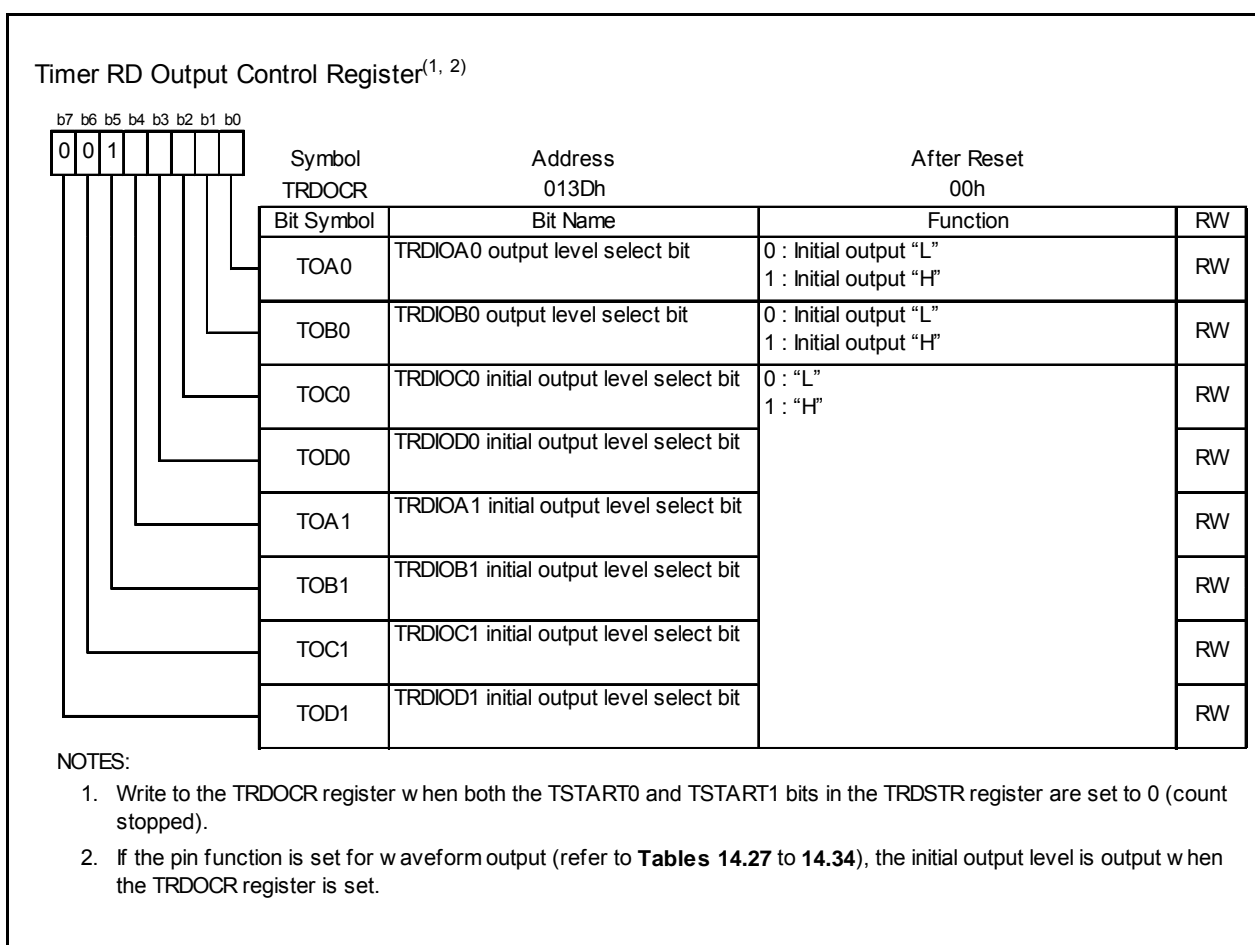 Timer RD Output Control Register(1, 2)
b7 b6 b5 b4 b3 b2 b1 b0
0 0 1
Symbol Address After Reset
TRDOCR 013Dh 00h
Bit Symbol Bit Name Function RW
TOA0 TRDIOA0 output level select bit 0 : Initial output “L” RW
1 : Initial output “H”
TOB0 TRDIOB0 output level select bit 0 : Initial output “L” RW
1 : Initial output “H”
TOC0 TRDIOC0 initial output level select bit 0 : “L” RW
1 : “H”
TOD0 TRDIOD0 initial output level select bit RW
TOA1 TRDIOA1 initial output level select bit RW
TOB1 TRDIOB1 initial output level select bit RW
TOC1 TRDIOC1 initial output level select bit RW
TOD1 TRDIOD1 initial output level select bit RW
NOTES:
1. Write to the TRDOCR register when both the TSTART0 and TSTART1 bits in the TRDSTR register are set to 0 (count
stopped).
2. If the pin function is set for waveform output (refer to Tables 14.27 to 14.34), the initial output level is output when
the TRDOCR register is set.